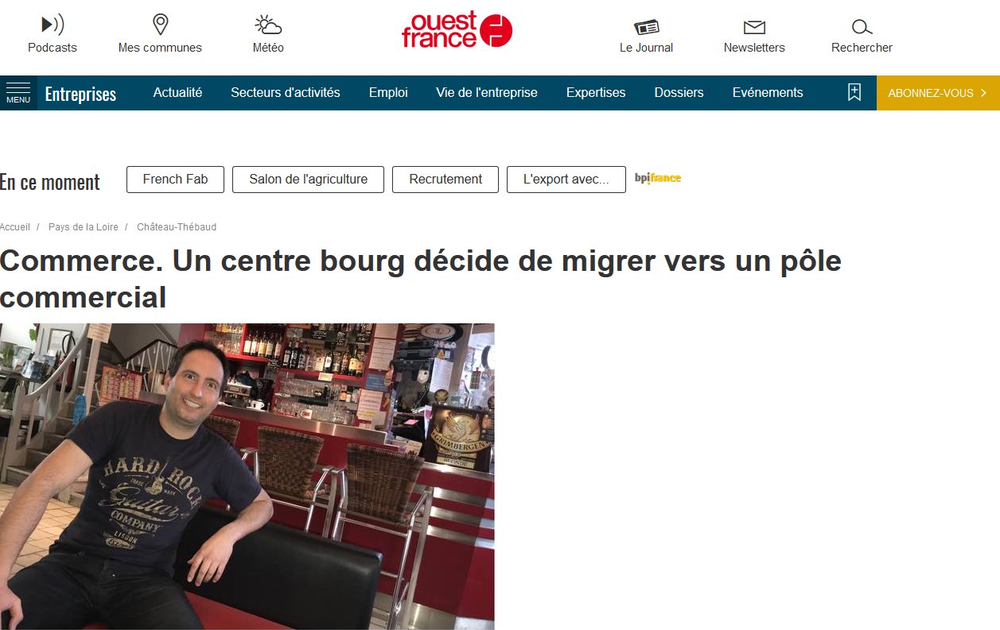 ouest
france
Podcasts
Mes communes
Météo
Le Journal
Newsletters
Rechercher
MENU
Entreprises
Actualité
Secteurs d'activités
Emploi
Vie de l'entreprise
Expertises
Dossiers
Evénements
ABONNEZ-VOUS
En ce moment
French Fab
Salon de l'agriculture
Recrutement
L'export avec...
bpifrance
Accueil / Pays de la Loire / Château-Thébaud
Commerce. Un centre bourg décide de migrer vers un pôle
commercial
HARD ROCK
TRADE MARK
Guitar
COMPANY
LISBON
GRIMBERGEN
BLONDE